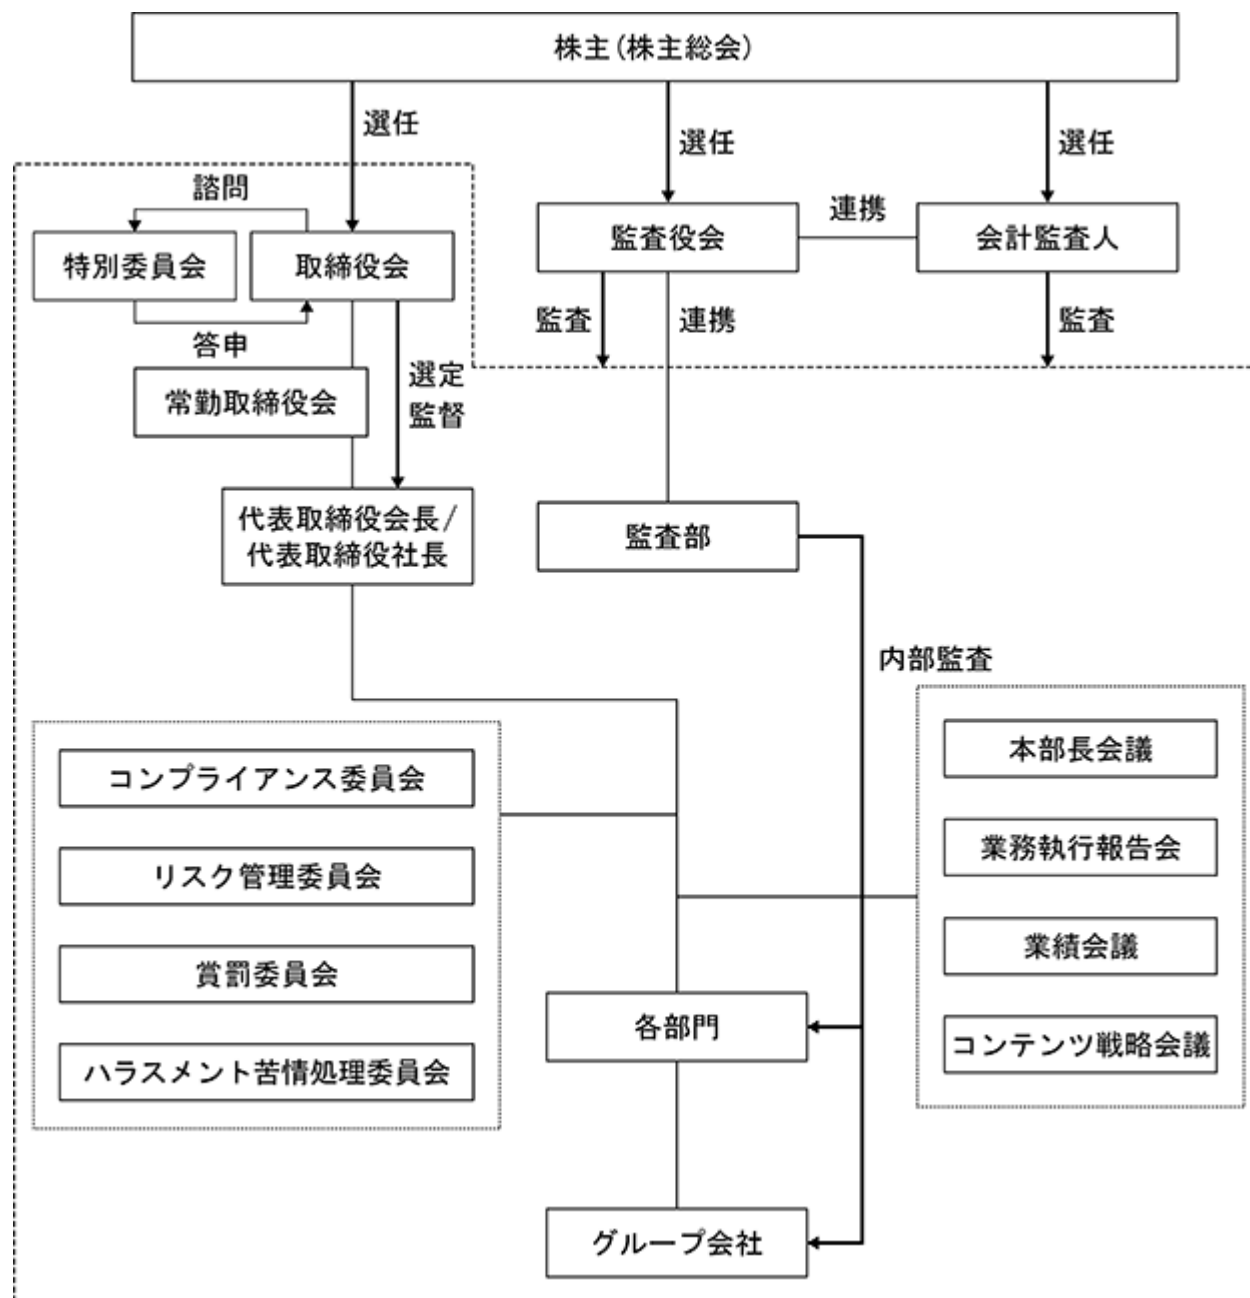 株主(株主総会)
選任
選任
選任
諮問
特別委員会
取締役会
答申
監査役会
連携
会計監査人
監査
連携
監査
常勤取締役会
選定
監督
代表取締役会長/
代表取締役社長
監査部
内部監査
コンプライアンス委員会
リスク管理委員会
賞罰委員会
ハラスメント苦情処理委員会
本部長会議
業務執行報告会
業績会議
コンテンツ戦略会議
各部門
グループ会社